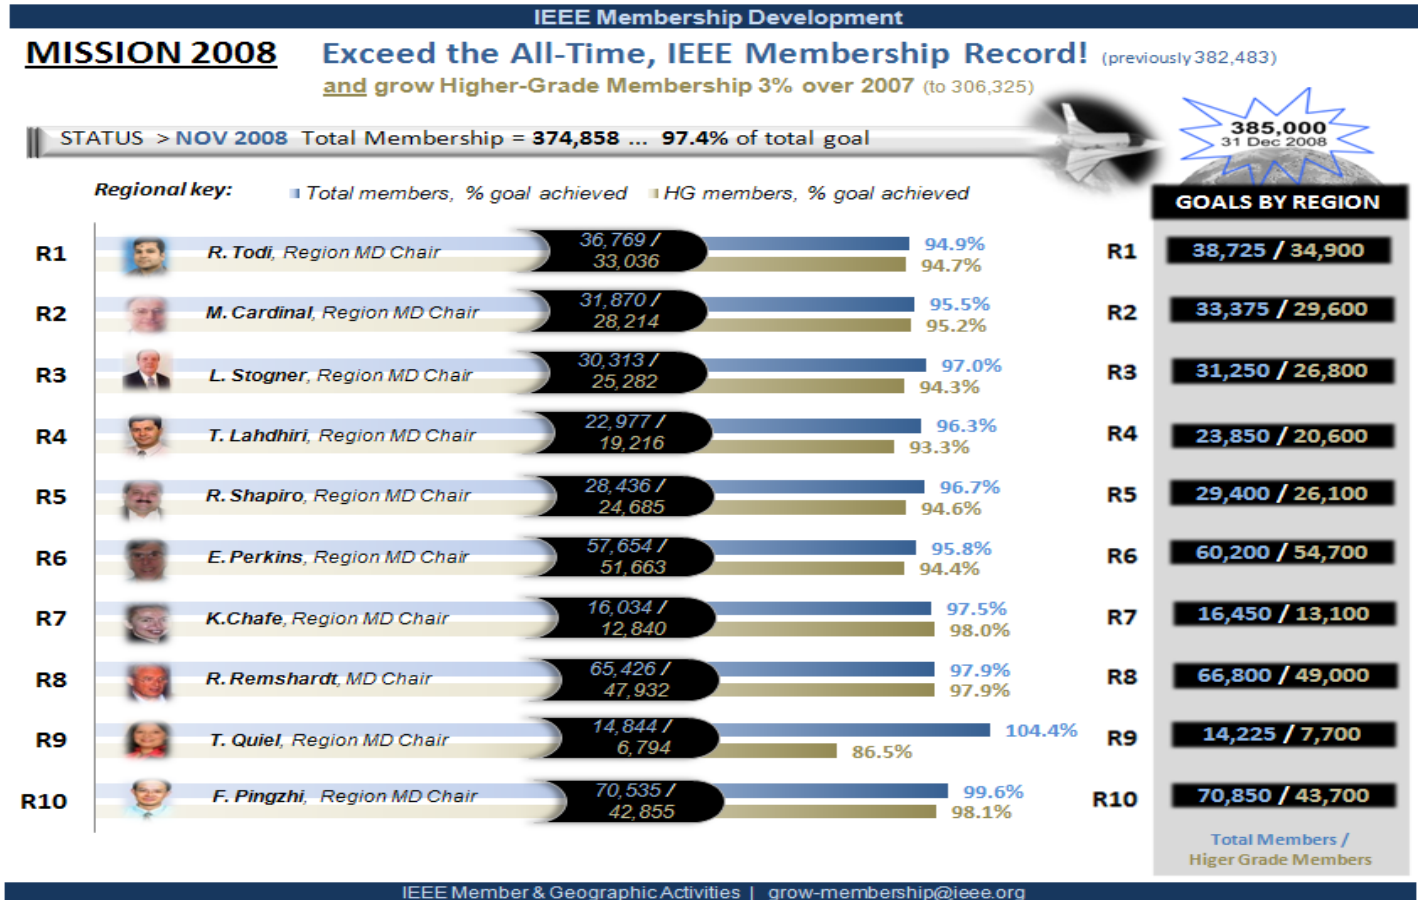 IEEE Membership Development
MISSION 2008 Exceed the All-Time, IEEE Membership Record! (previously 382,483)
and grow Higher-Grade Membership 3% over 2007 (to 306,325)
STATUS > NOV 2008 Total Membership = 374,858 ... 97.4% of total goal
385,000
31 Dec 2008
Regional key: Total members, % goal achieved HG members, % goal achieved
GOALS BY REGION
R1 R. Todi, Region MD Chair 36,769 / 33,036 94.9% 94.7% R1 38,725 / 34,900
R2 M. Cardinal, Region MD Chair 31,870 / 28,214 95.5% 95.2% R2 33,375 / 29,600
R3 L. Stogner, Region MD Chair 30,313 / 25,282 97.0% 94.3% R3 31,250 / 26,800
R4 T. Lahdhiri, Region MD Chair 22,977 / 19,216 96.3% 93.3% R4 23,850 / 20,600
R5 R. Shapiro, Region MD Chair 28,436 / 24,685 96.7% 94.6% R5 29,400 / 26,100
R6 E. Perkins, Region MD Chair 57,654 / 51,663 95.8% 94.4% R6 60,200 / 54,700
R7 K.Chafe, Region MD Chair 16,034 / 12,840 97.5% 98.0% R7 16,450 / 13,100
R8 R. Remshardt, MD Chair 65,426 / 47,932 97.9% 97.9% R8 66,800 / 49,000
R9 T. Quiel, Region MD Chair 14,844 / 6,794 104.4% 86.5% R9 14,225 / 7,700
R10 F. Pingzhi, Region MD Chair 70,535 / 42,855 99.6% 98.1% R10 70,850 / 43,700
Total Members /
Higer Grade Members
IEEE Member & Geographic Activities | grow-membership@ieee.org